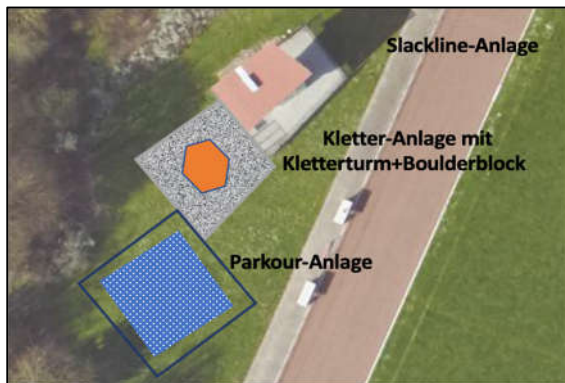 Slackline-Anlage
Kletter-Anlage mit
Kletterturm+Boulderblock
Parkour-Anlage